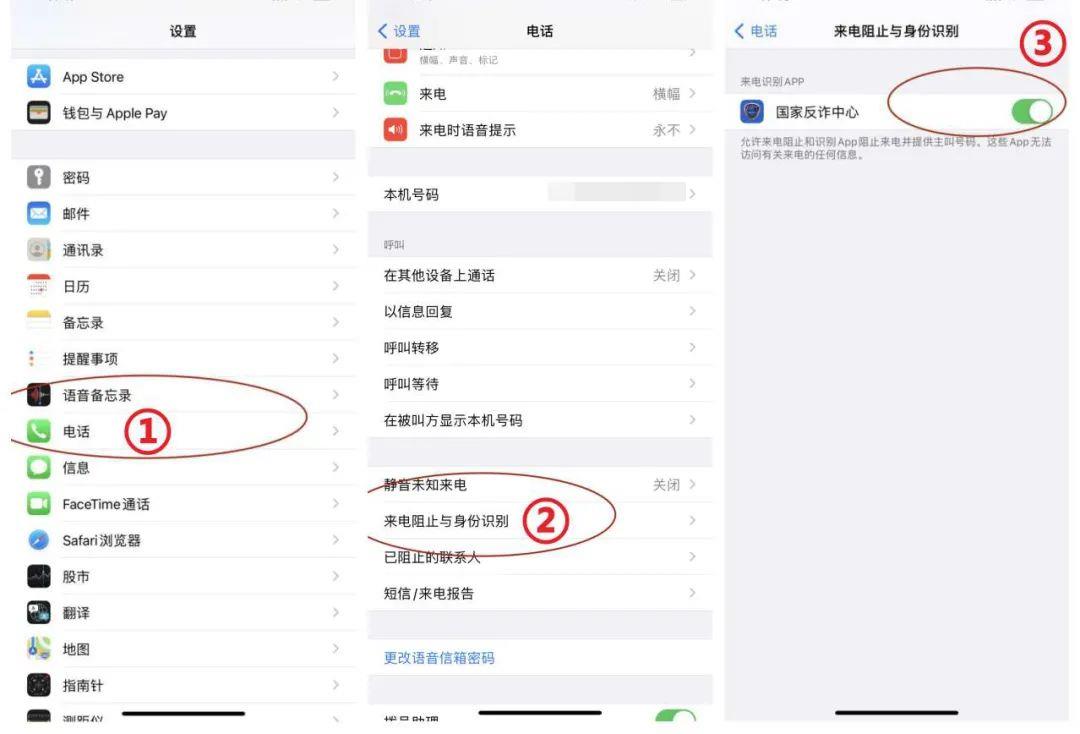 设置
App Store
钱包与 Apple Pay
密码
邮件
通讯录
日历
备忘录
提醒事项
语音备忘录
电话
①
信息
FaceTime通话
Safari浏览器
股市
翻译
地图
指南针
测距仪
设置
电话
横幅、声音、标记
来电
横幅
来电时语音提示
永不
本机号码
呼叫
在其他设备上通话
关闭
以信息回复
呼叫转移
呼叫等待
在被叫方显示本机号码
静音未知来电
关闭
来电阻止与身份识别
②
已阻止的联系人
短信/来电报告
更改语音信箱密码
拨号助理
电话
来电阻止与身份识别
③
来电识别APP
国家反诈中心
允许来电阻止和识别App阻止来电并提供主叫号码。这些App无法
访问有关来电的任何信息。